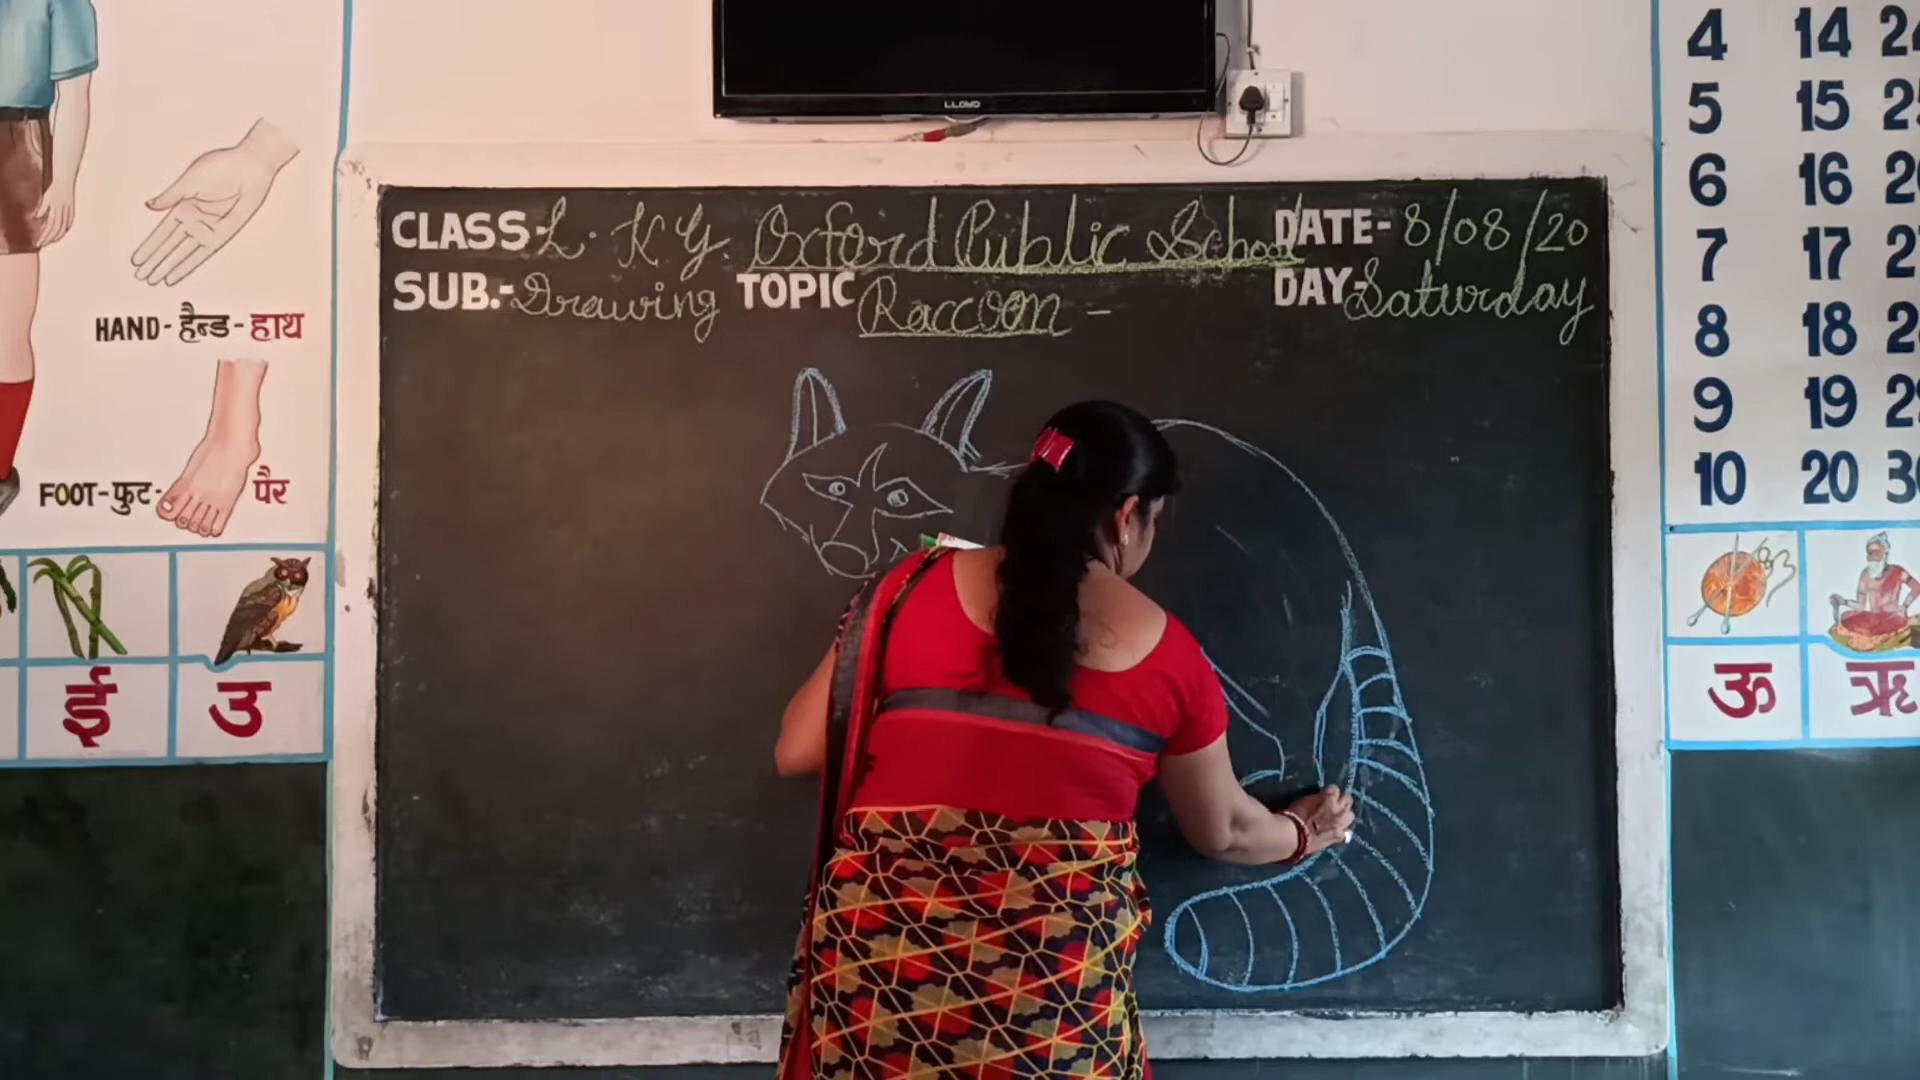 LLOYD
CLASS- L.K.G. Oxford Public School DATE- 8/08/20
SUB.- Drawing TOPIC Raccoon - DAY- Saturday
HAND - हैन्ड - हाथ
FOOT - फुट - पैर
ई उ
4 14
5 15
6 16
7 17
8 18
9 19
10 20
ऊ ऋ